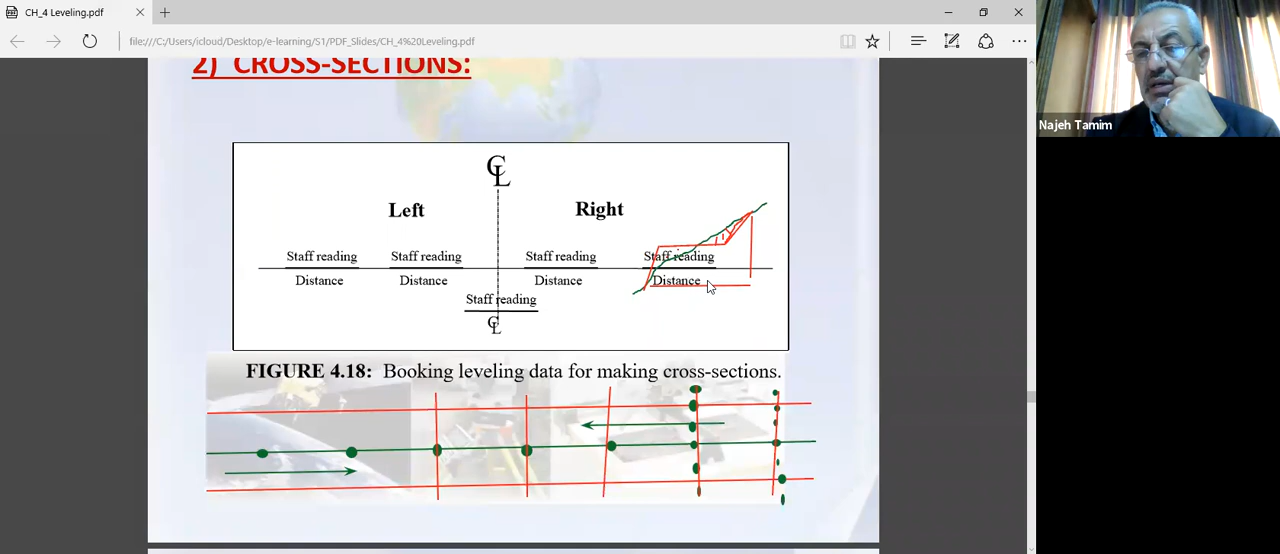 CH_4 Leveling.pdf
file:///C:/Users/icloud/Desktop/e-learning/S1/PDF_Slides/CH_4%20Leveling.pdf
Najeh Tamim
2) CROSS-SECTIONS:
CL
Left Right
Staff reading Staff reading Staff reading Staff reading
Distance Distance Distance Distance
Staff reading
CL
FIGURE 4.18: Booking leveling data for making cross-sections.